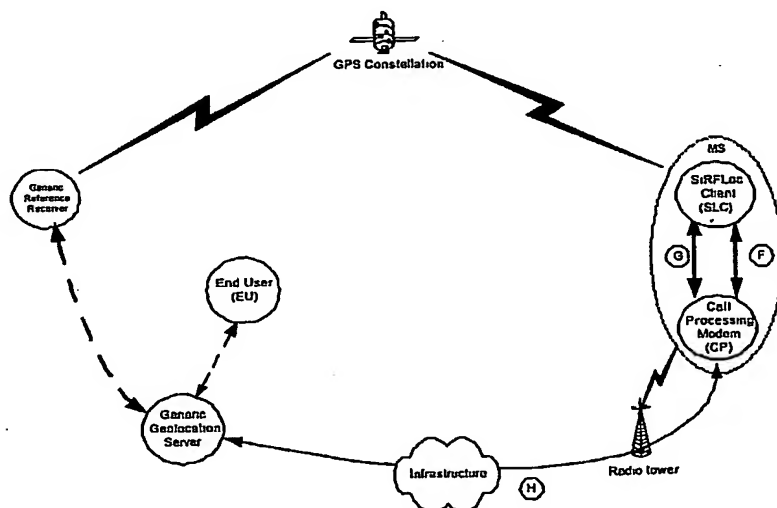 GPS Constellation
MS
SiRFLoc
Client
(SLC)
Generic
Reference
Receiver
G
F
End User
(EU)
Call
Processing
Modem
(CP)
Generic
Geolocation
Server
Infrastructure
H
Radio tower